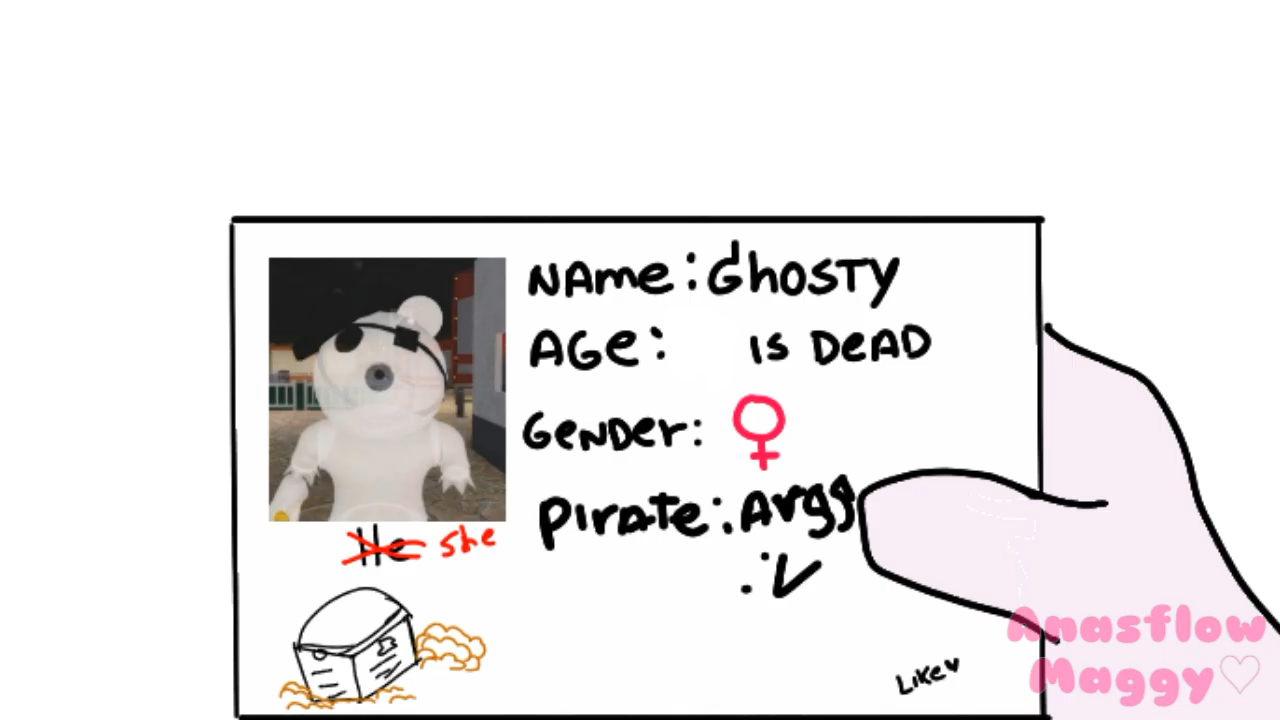 Name: Ghosty
Age: is dead
Gender: ♀
Pirate: Argg
:V
He she
Like
Anasflow
Maggy♡